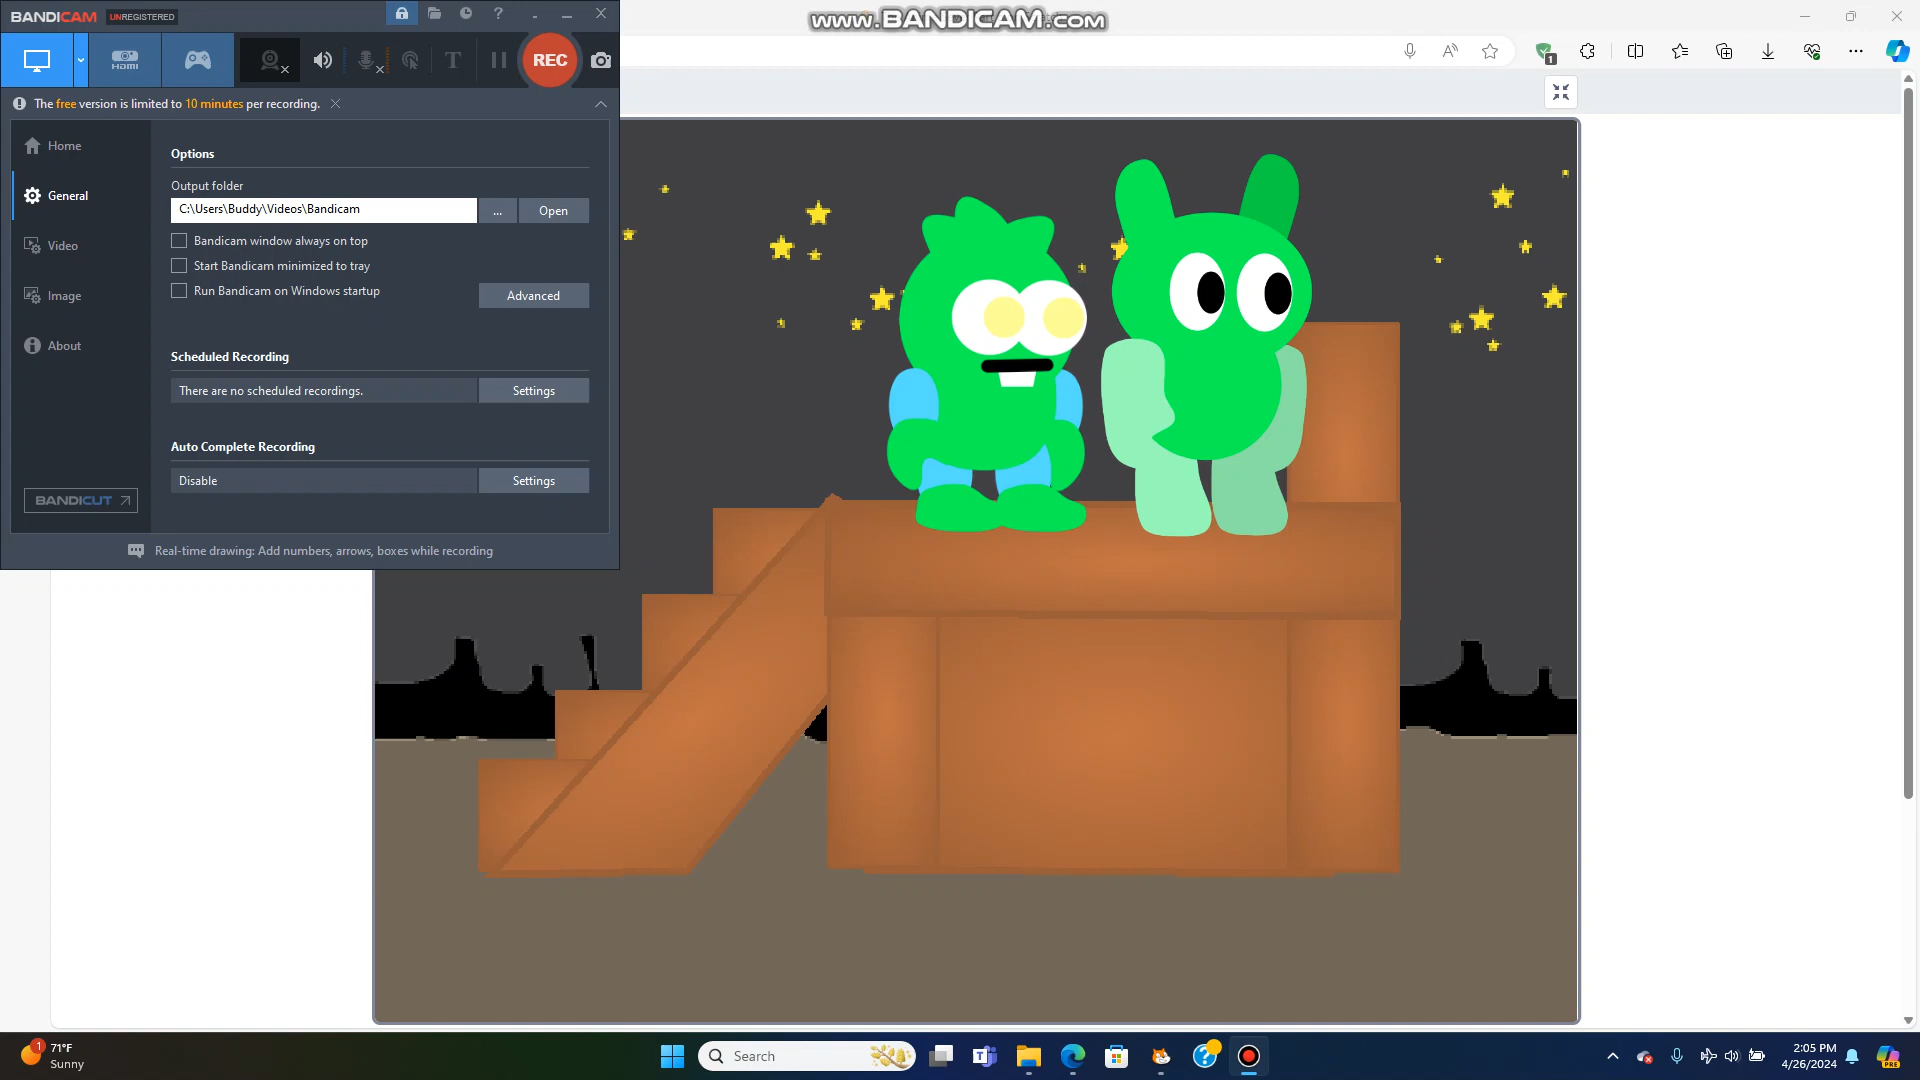 BANDICAM UNREGISTERED
www.BANDICAM.com
HDMI
T
REC
The free version is limited to 10 minutes per recording.
Home
General
Video
Image
About
BANDICUT
Options
Output folder
C:\Users\Buddy\Videos\Bandicam
...
Open
Bandicam window always on top
Start Bandicam minimized to tray
Run Bandicam on Windows startup
Advanced
Scheduled Recording
There are no scheduled recordings.
Settings
Auto Complete Recording
Disable
Settings
Real-time drawing: Add numbers, arrows, boxes while recording
1
1
71°F
Sunny
Search
2:05 PM
4/26/2024
PRE